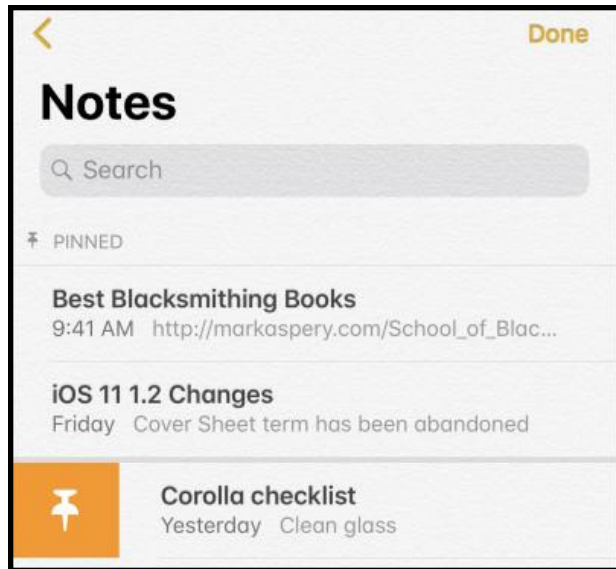 Done
Notes
Search
PINNED
Best Blacksmithing Books
9:41 AM http://markaspery.com/School_of_Blac...
iOS 11 1.2 Changes
Friday Cover Sheet term has been abandoned
Corolla checklist
Yesterday Clean glass